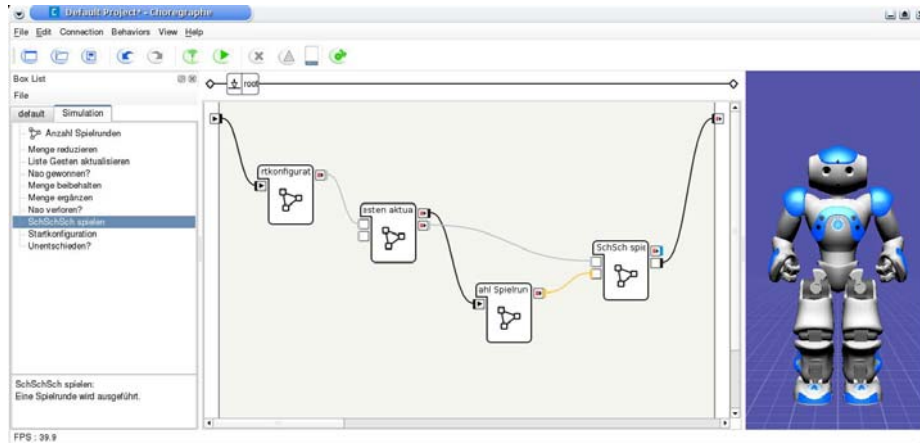 Default Project* - Choregraphe
File Edit Connection Behaviors View Help
Box List
File
default Simulation
Anzahl Spielrunden
Menge reduzieren
Liste Gesten aktualisieren
Nao gewonnen?
Menge beibehalten
Menge ergänzen
Nao verloren?
SchSchSch spielen
Startkonfiguration
Unentschieden?
SchSchSch spielen:
Eine Spielrunde wird ausgeführt.
FPS : 39.9
root
rtkonfigurat
esten aktua
ahl Spielrun
SchSch spie